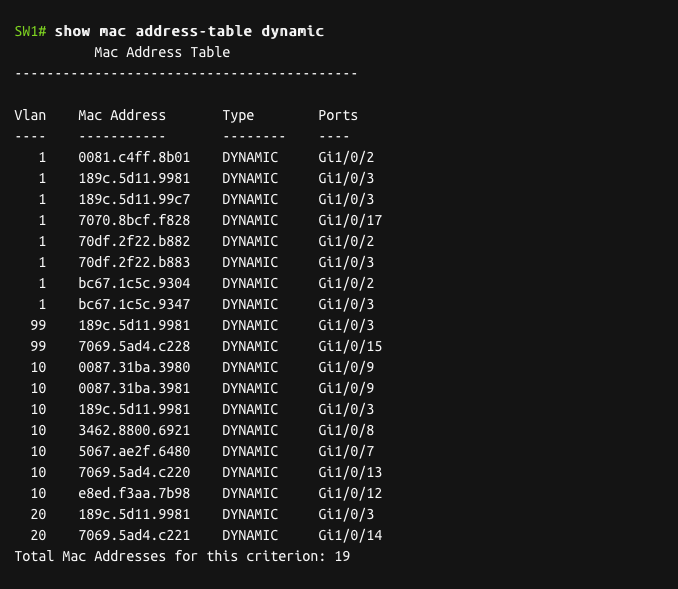 SW1# show mac address-table dynamic
Mac Address Table
-------------------------------------------
Vlan    Mac Address       Type        Ports
----    -----------       --------    ----
1    0081.c4ff.8b01    DYNAMIC     Gi1/0/2
1    189c.5d11.9981    DYNAMIC     Gi1/0/3
1    189c.5d11.99c7    DYNAMIC     Gi1/0/3
1    7070.8bcf.f828    DYNAMIC     Gi1/0/17
1    70df.2f22.b882    DYNAMIC     Gi1/0/2
1    70df.2f22.b883    DYNAMIC     Gi1/0/3
1    bc67.1c5c.9304    DYNAMIC     Gi1/0/2
1    bc67.1c5c.9347    DYNAMIC     Gi1/0/3
99    189c.5d11.9981    DYNAMIC     Gi1/0/3
99    7069.5ad4.c228    DYNAMIC     Gi1/0/15
10    0087.31ba.3980    DYNAMIC     Gi1/0/9
10    0087.31ba.3981    DYNAMIC     Gi1/0/9
10    189c.5d11.9981    DYNAMIC     Gi1/0/3
10    3462.8800.6921    DYNAMIC     Gi1/0/8
10    5067.ae2f.6480    DYNAMIC     Gi1/0/7
10    7069.5ad4.c220    DYNAMIC     Gi1/0/13
10    e8ed.f3aa.7b98    DYNAMIC     Gi1/0/12
20    189c.5d11.9981    DYNAMIC     Gi1/0/3
20    7069.5ad4.c221    DYNAMIC     Gi1/0/14
Total Mac Addresses for this criterion: 19